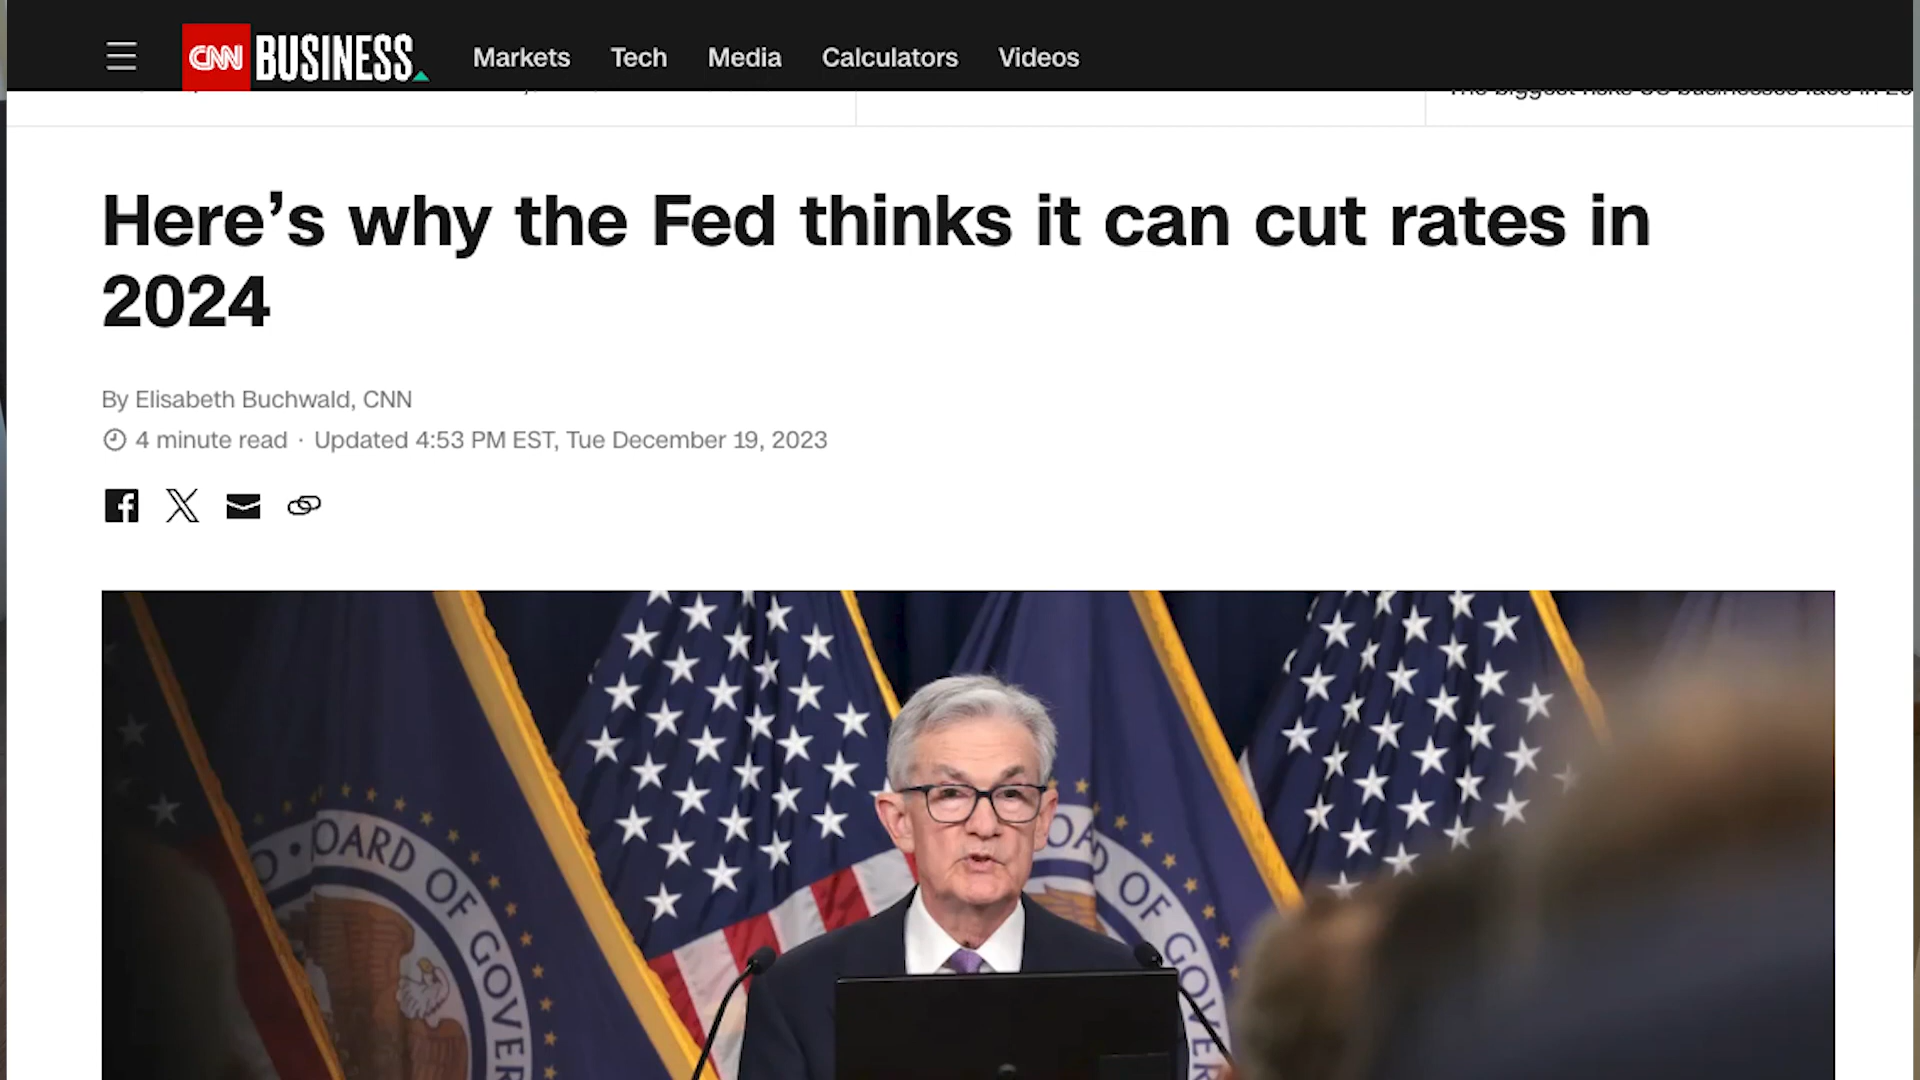 CNN BUSINESS Markets Tech Media Calculators Videos
Here’s why the Fed thinks it can cut rates in
2024
By Elisabeth Buchwald, CNN
4 minute read · Updated 4:53 PM EST, Tue December 19, 2023
OARD OF GOVER
OARD OF GOVER